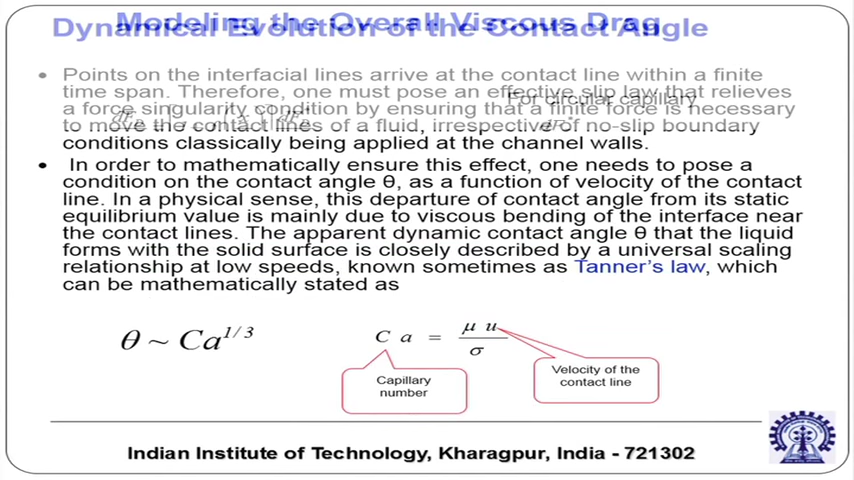 Modeling the Overall Viscous Drag
Dynamical Evolution of the Contact Angle
• Points on the interfacial lines arrive at the contact line within a finite
time span. Therefore, one must pose an effective slip law that relieves
For circular capillary
a force singularity condition by ensuring that a finite force is necessary
to move the contact lines of a fluid, irrespective of no-slip boundary
conditions classically being applied at the channel walls.
• In order to mathematically ensure this effect, one needs to pose a
condition on the contact angle θ, as a function of velocity of the contact
line. In a physical sense, this departure of contact angle from its static
equilibrium value is mainly due to viscous bending of the interface near
the contact lines. The apparent dynamic contact angle θ that the liquid
forms with the solid surface is closely described by a universal scaling
relationship at low speeds, known sometimes as Tanner's law, which
can be mathematically stated as
θ ~ Ca^{1/3}
Ca = μu/σ
Capillary
number
Velocity of the
contact line
Indian Institute of Technology, Kharagpur, India - 721302